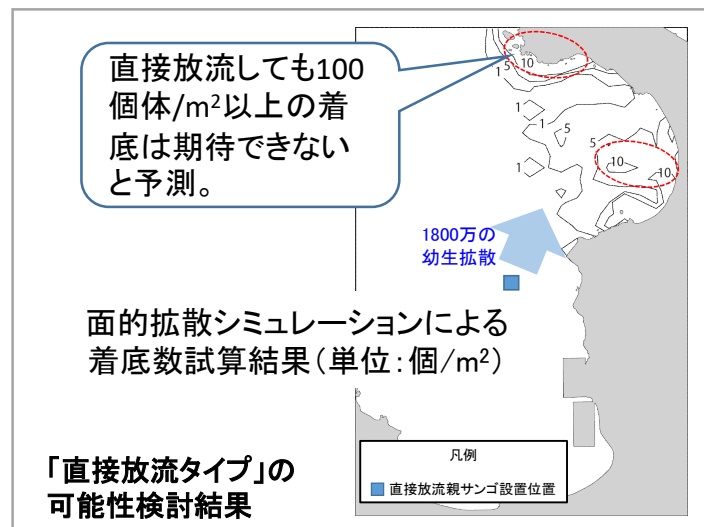 直接放流しても100
個体/m²以上の着
底は期待できない
と予測。
10
5
1
1
5
5
1
10
10
1800万の
幼生拡散
面的拡散シミュレーションによる
着底数試算結果（単位：個/m²）
凡例
直接放流親サンゴ設置位置
「直接放流タイプ」の
可能性検討結果